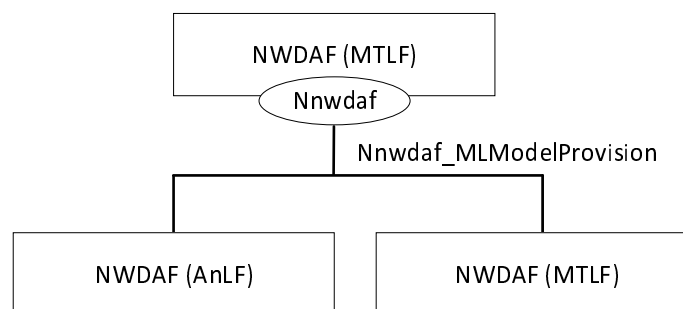 NWDAF (MTLF)
Nnwdaf
Nnwdaf_MLModelProvision
NWDAF (AnLF)
NWDAF (MTLF)